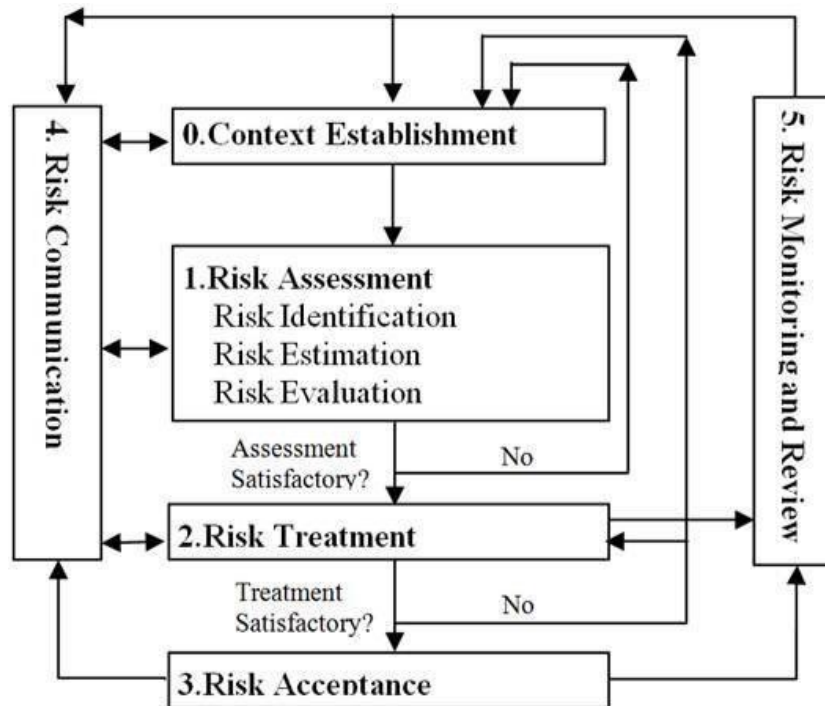 0.Context Establishment
1.Risk Assessment
Risk Identification
Risk Estimation
Risk Evaluation
Assessment
Satisfactory?
No
2.Risk Treatment
Treatment
Satisfactory?
No
3.Risk Acceptance
4. Risk Communication
5. Risk Monitoring and Review